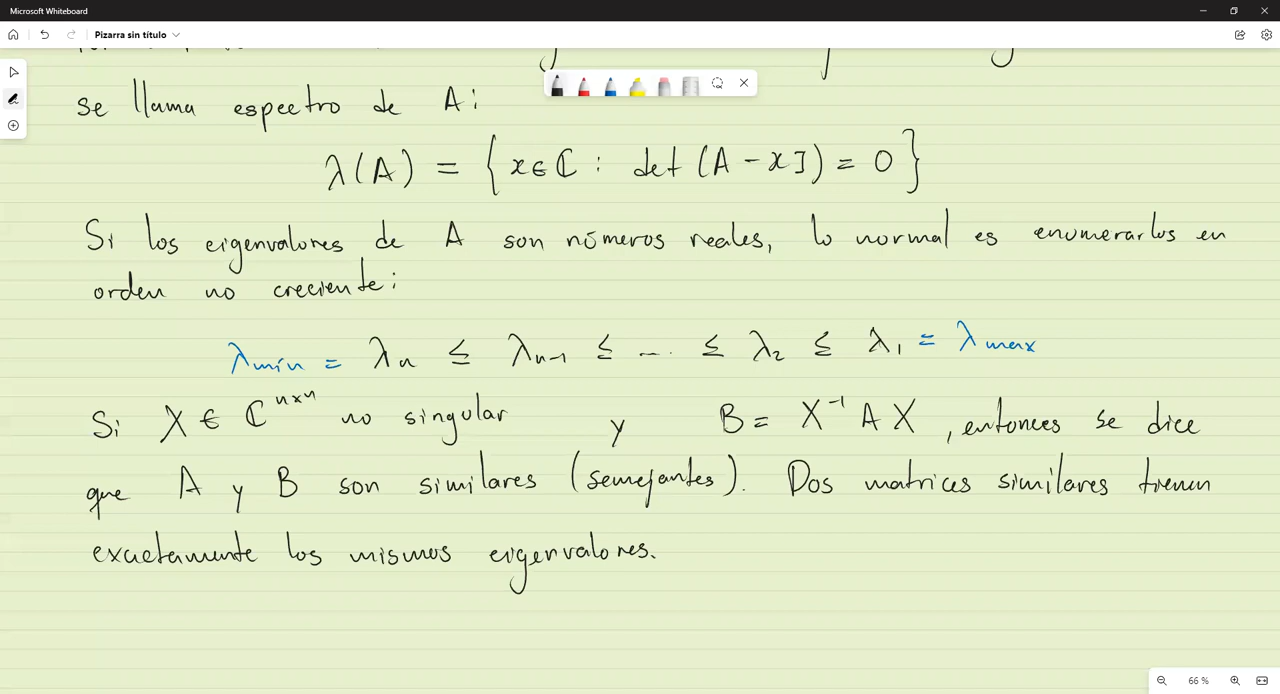 Microsoft Whiteboard
Pizarra sin título
se llama espectro de A:
λ(A) = { x ∈ ℂ : det (A - xI) = 0 }
Si los eigenvalores de A son números reales, lo normal es enumerarlos en
orden no creciente:
λmín = λn ≤ λn-1 ≤ ... ≤ λ2 ≤ λ1 = λmax
Si X ∈ ℂ^n×n no singular y B = X^-1 A X, entonces se dice
que A y B son similares (semejantes). Dos matrices similares tienen
exactamente los mismos eigenvalores.
66 %